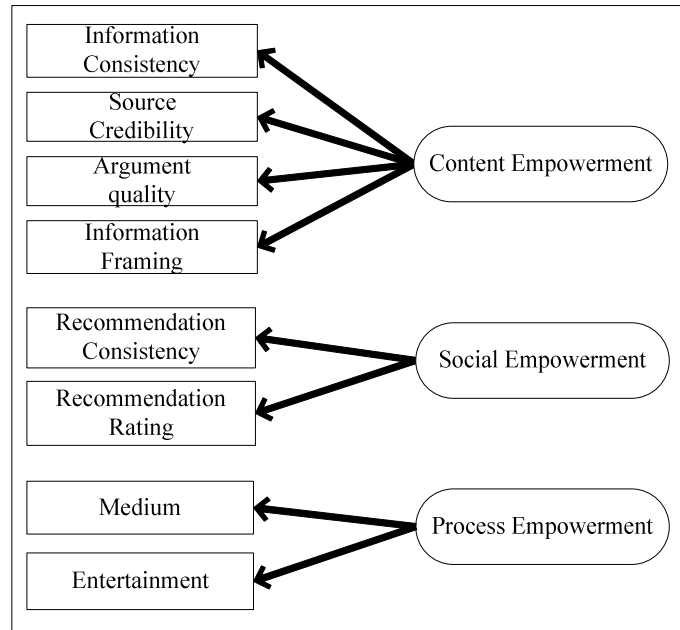 Information
Consistency
Source
Credibility
Argument
quality
Information
Framing
Content Empowerment
Recommendation
Consistency
Recommendation
Rating
Social Empowerment
Medium
Entertainment
Process Empowerment